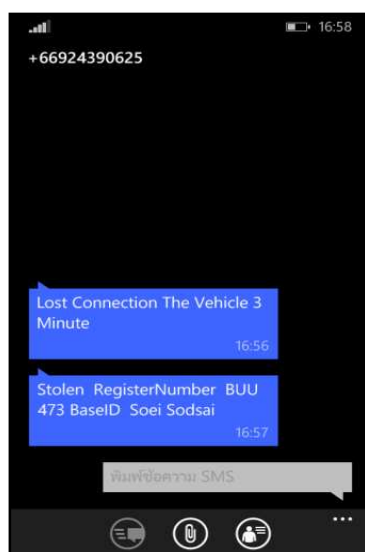 16:58
+66924390625
Lost Connection The Vehicle 3
Minute
16:56
Stolen RegisterNumber BUU
473 BaseID Soei Sodsai
16:57
พิมพ์ข้อความ SMS